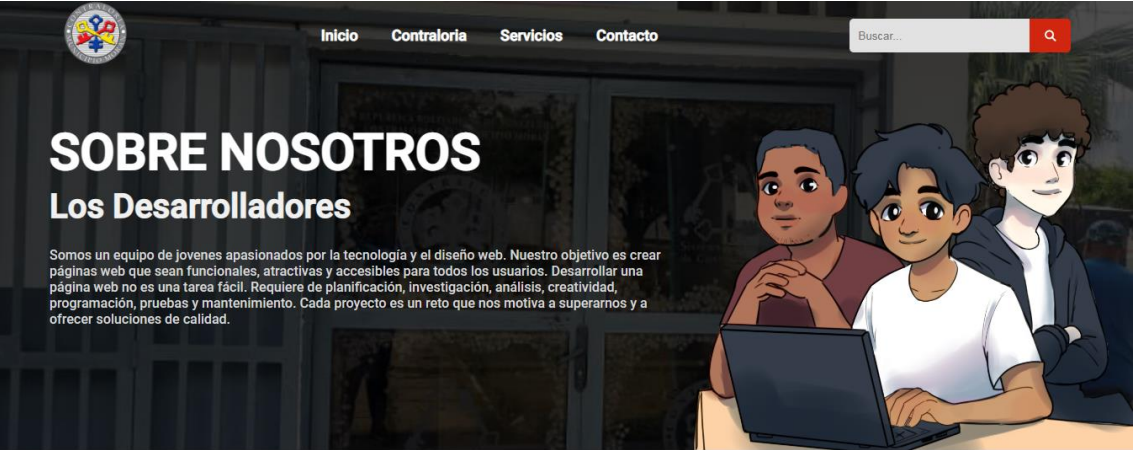 CONTRALORIA
Inicio
Contraloria
Servicios
Contacto
Buscar...
SOBRE NOSOTROS
Los Desarrolladores
Somos un equipo de jovenes apasionados por la tecnología y el diseño web. Nuestro objetivo es crear
páginas web que sean funcionales, atractivas y accesibles para todos los usuarios. Desarrollar una
página web no es una tarea fácil. Requiere de planificación, investigación, análisis, creatividad,
programación, pruebas y mantenimiento. Cada proyecto es un reto que nos motiva a superarnos y a
ofrecer soluciones de calidad.